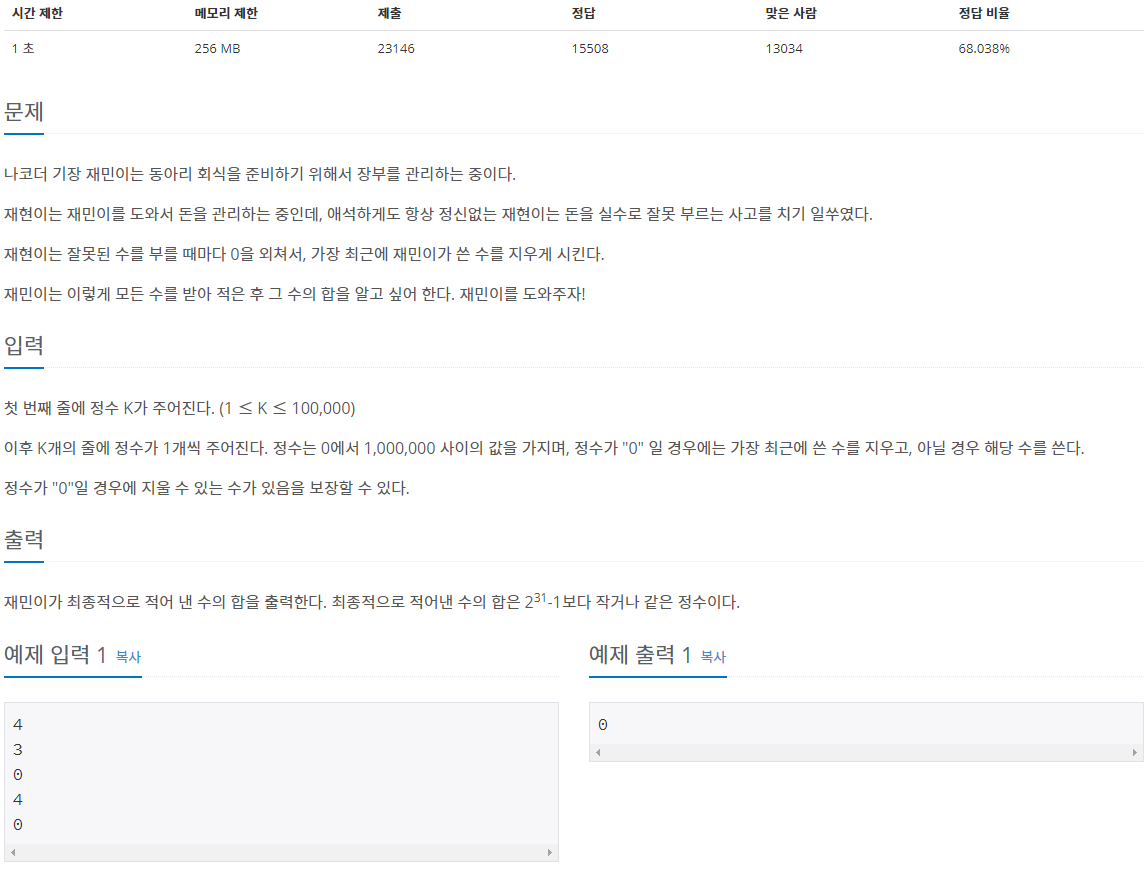 시간 제한 메모리 제한 제출 정답 맞은 사람 정답 비율
1 초 256 MB 23146 15508 13034 68.038%
문제
나코더 기장 재민이는 동아리 회식을 준비하기 위해서 장부를 관리하는 중이다.
재현이는 재민이를 도와서 돈을 관리하는 중인데, 애석하게도 항상 정신없는 재현이는 돈을 실수로 잘못 부르는 사고를 치기 일쑤였다.
재현이는 잘못된 수를 부를 때마다 0을 외쳐서, 가장 최근에 재민이가 쓴 수를 지우게 시킨다.
재민이는 이렇게 모든 수를 받아 적은 후 그 수의 합을 알고 싶어 한다. 재민이를 도와주자!
입력
첫 번째 줄에 정수 K가 주어진다. (1 ≤ K ≤ 100,000)
이후 K개의 줄에 정수가 1개씩 주어진다. 정수는 0에서 1,000,000 사이의 값을 가지며, 정수가 "0" 일 경우에는 가장 최근에 쓴 수를 지우고, 아닐 경우 해당 수를 쓴다.
정수가 "0"일 경우에 지울 수 있는 수가 있음을 보장할 수 있다.
출력
재민이가 최종적으로 적어 낸 수의 합을 출력한다. 최종적으로 적어낸 수의 합은 2³¹-1보다 작거나 같은 정수이다.
예제 입력 1 복사
4
3
0
4
0
예제 출력 1 복사
0